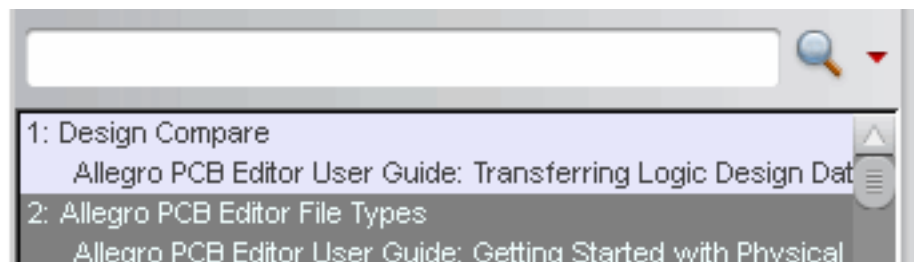 1: Design Compare
Allegro PCB Editor User Guide: Transferring Logic Design Dat
2: Allegro PCB Editor File Types
Allegro PCB Editor User Guide: Getting Started with Physical